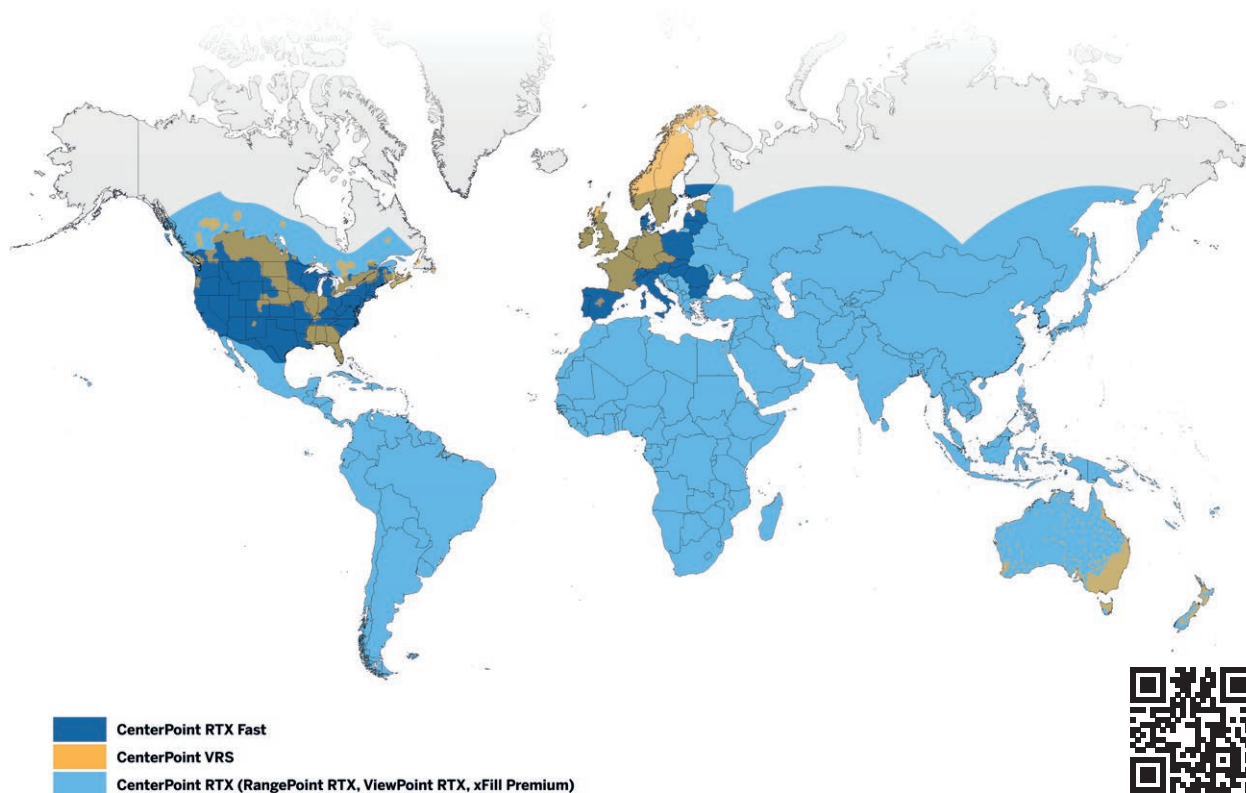 CenterPoint RTX Fast
CenterPoint VRS
CenterPoint RTX (RangePoint RTX, ViewPoint RTX, xFill Premium)